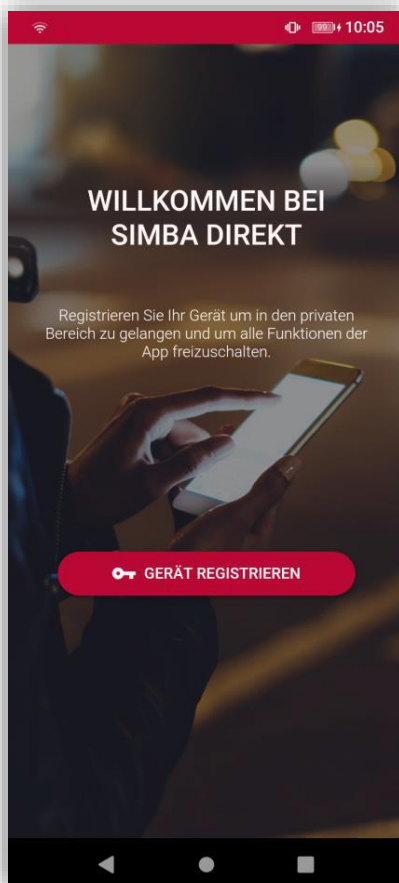 99 10:05
WILLKOMMEN BEI
SIMBA DIREKT
Registrieren Sie Ihr Gerät um in den privaten
Bereich zu gelangen und um alle Funktionen der
App freizuschalten.
GERÄT REGISTRIEREN